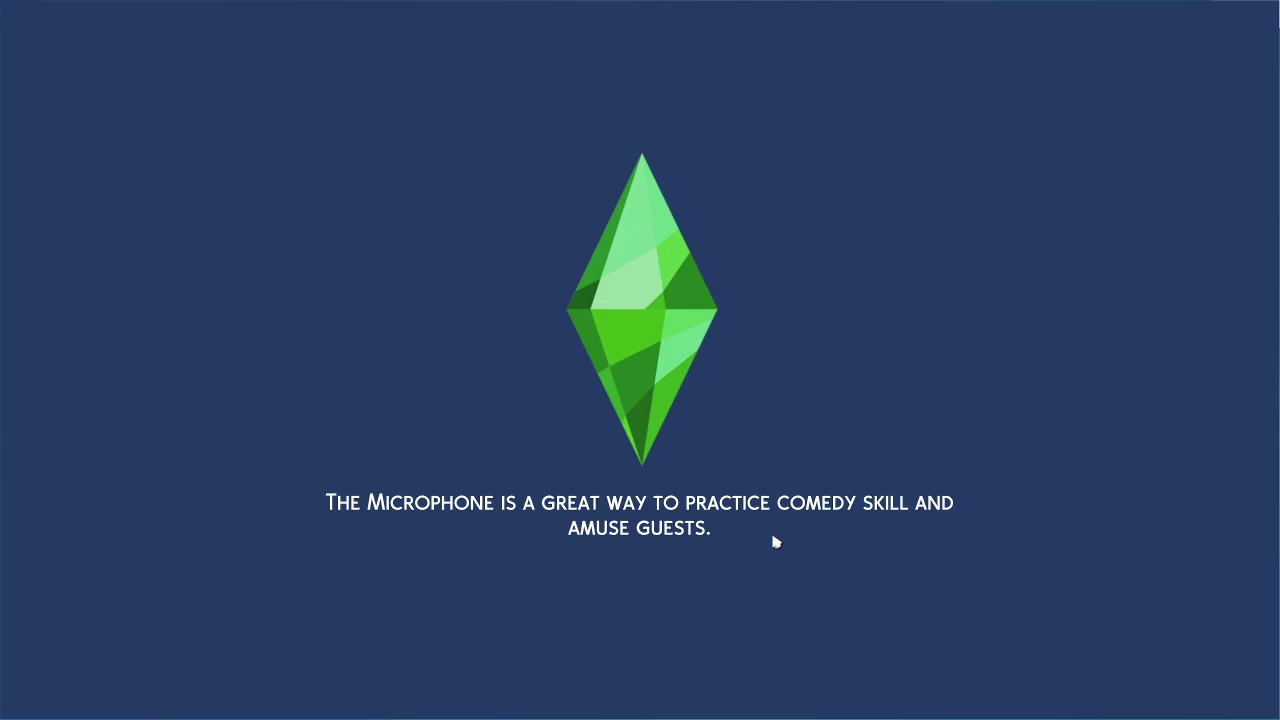 The Microphone is a great way to practice comedy skill and
amuse guests.